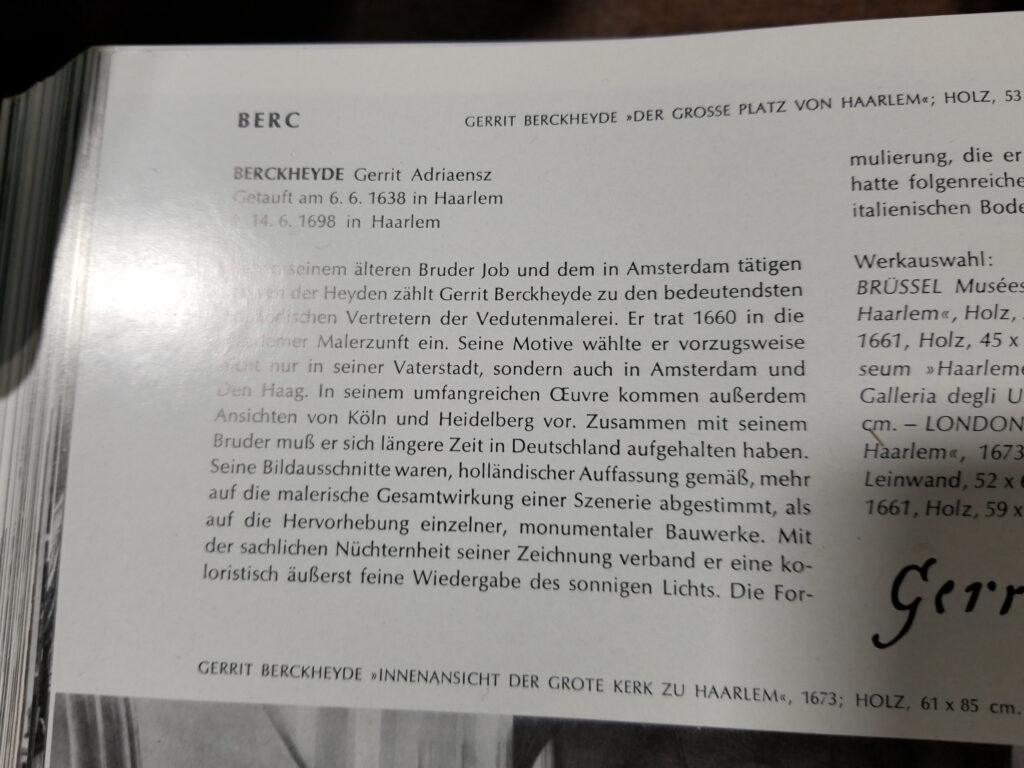 BERC
GERRIT BERCKHEYDE »DER GROSSE PLATZ VON HAARLEM«; HOLZ, 53
BERCKHEYDE Gerrit Adriaensz
Getauft am 6. 6. 1638 in Haarlem
14. 6. 1698 in Haarlem
seinem älteren Bruder Job und dem in Amsterdam tätigen
der Heyden zählt Gerrit Berckheyde zu den bedeutendsten
Vertretern der Vedutenmalerei. Er trat 1660 in die
Malerzunft ein. Seine Motive wählte er vorzugsweise
nicht nur in seiner Vaterstadt, sondern auch in Amsterdam und
Den Haag. In seinem umfangreichen Œuvre kommen außerdem
Ansichten von Köln und Heidelberg vor. Zusammen mit seinem
Bruder muß er sich längere Zeit in Deutschland aufgehalten haben.
Seine Bildausschnitte waren, holländischer Auffassung gemäß, mehr
auf die malerische Gesamtwirkung einer Szenerie abgestimmt, als
auf die Hervorhebung einzelner, monumentaler Bauwerke. Mit
der sachlichen Nüchternheit seiner Zeichnung verband er eine ko-
loristisch äußerst feine Wiedergabe des sonnigen Lichts. Die For-
mulierung, die er
hatte folgenreiche
italienischen Bode
Werkauswahl:
BRÜSSEL Musées
Haarlem«, Holz,
1661, Holz, 45 x
seum »Haarleme
Galleria degli U
cm. – LONDON
Haarlem«, 1673
Leinwand, 52 x 6
1661, Holz, 59 x
Gerr
GERRIT BERCKHEYDE »INNENANSICHT DER GROTE KERK ZU HAARLEM«, 1673; HOLZ, 61 x 85 cm.